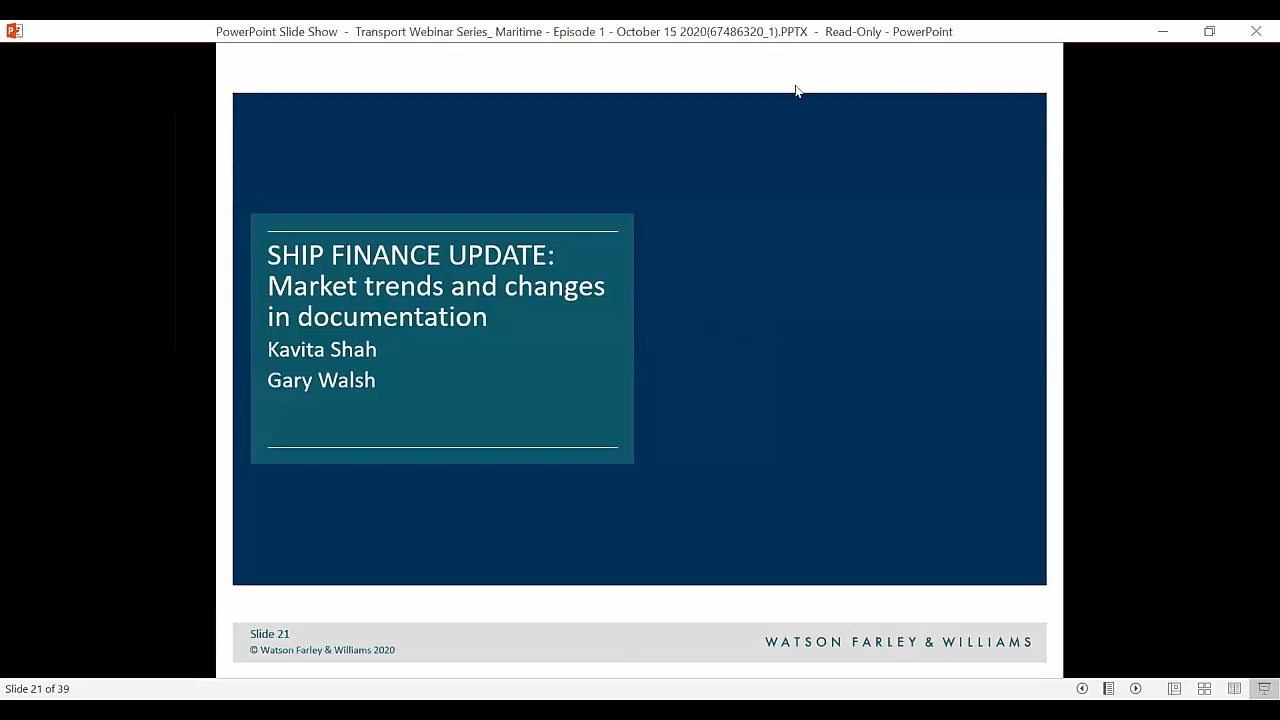 PowerPoint Slide Show - Transport Webinar Series_ Maritime - Episode 1 - October 15 2020(67486320_1).PPTX - Read-Only - PowerPoint
SHIP FINANCE UPDATE:
Market trends and changes
in documentation
Kavita Shah
Gary Walsh
Slide 21
© Watson Farley & Williams 2020
WATSON FARLEY & WILLIAMS
Slide 21 of 39